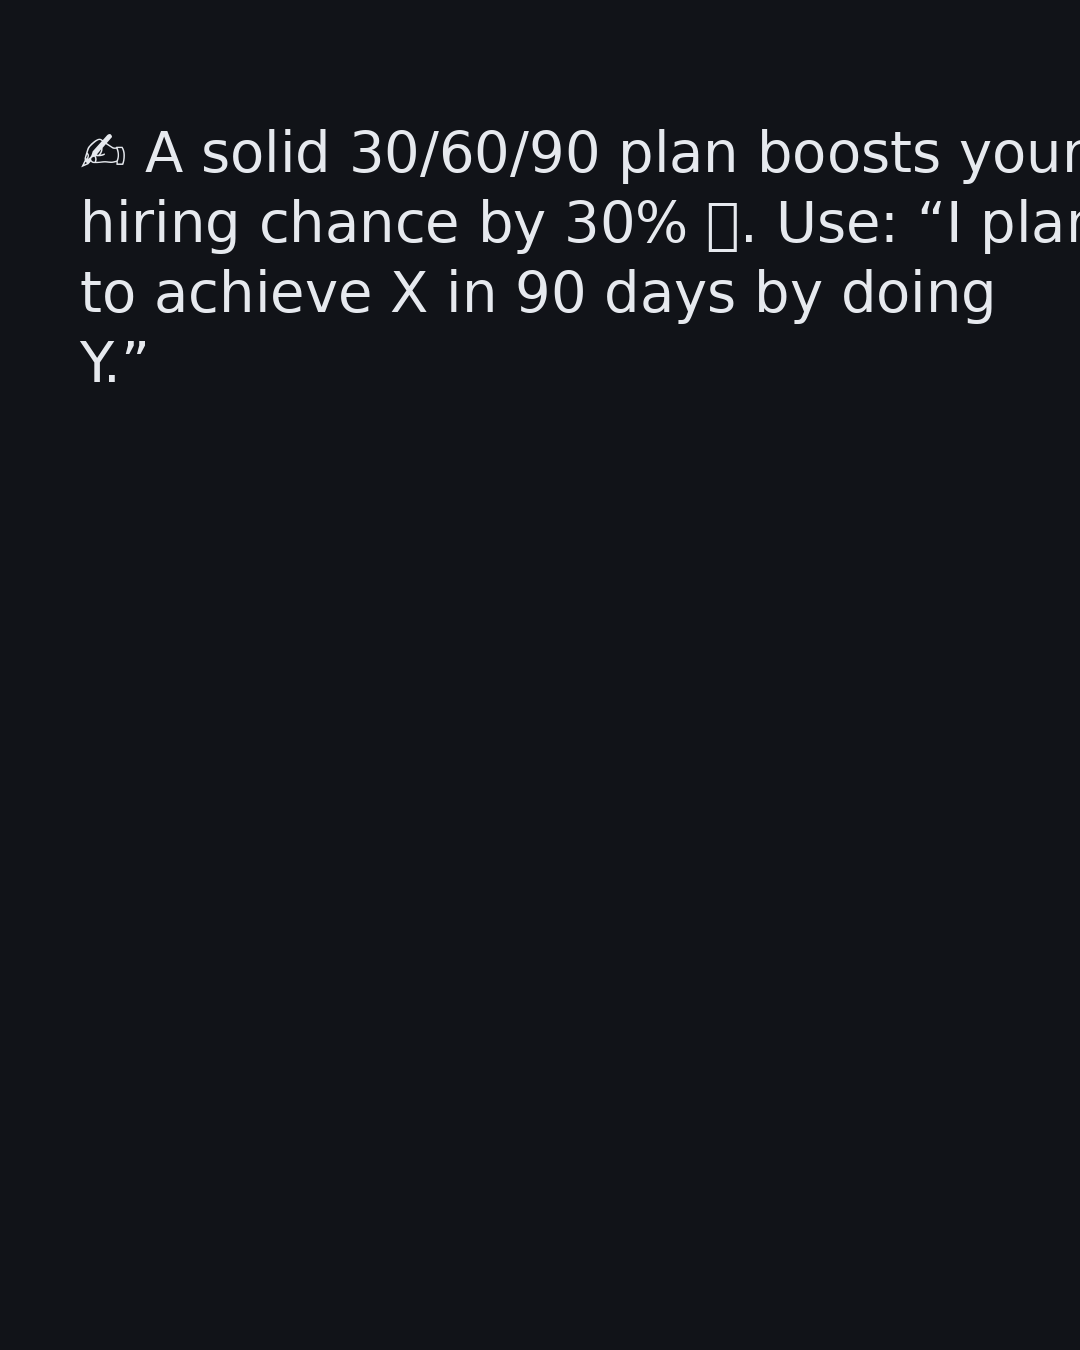 ✍ A solid 30/60/90 plan boosts your
hiring chance by 30% . Use: “I plan
to achieve X in 90 days by doing
Y.”